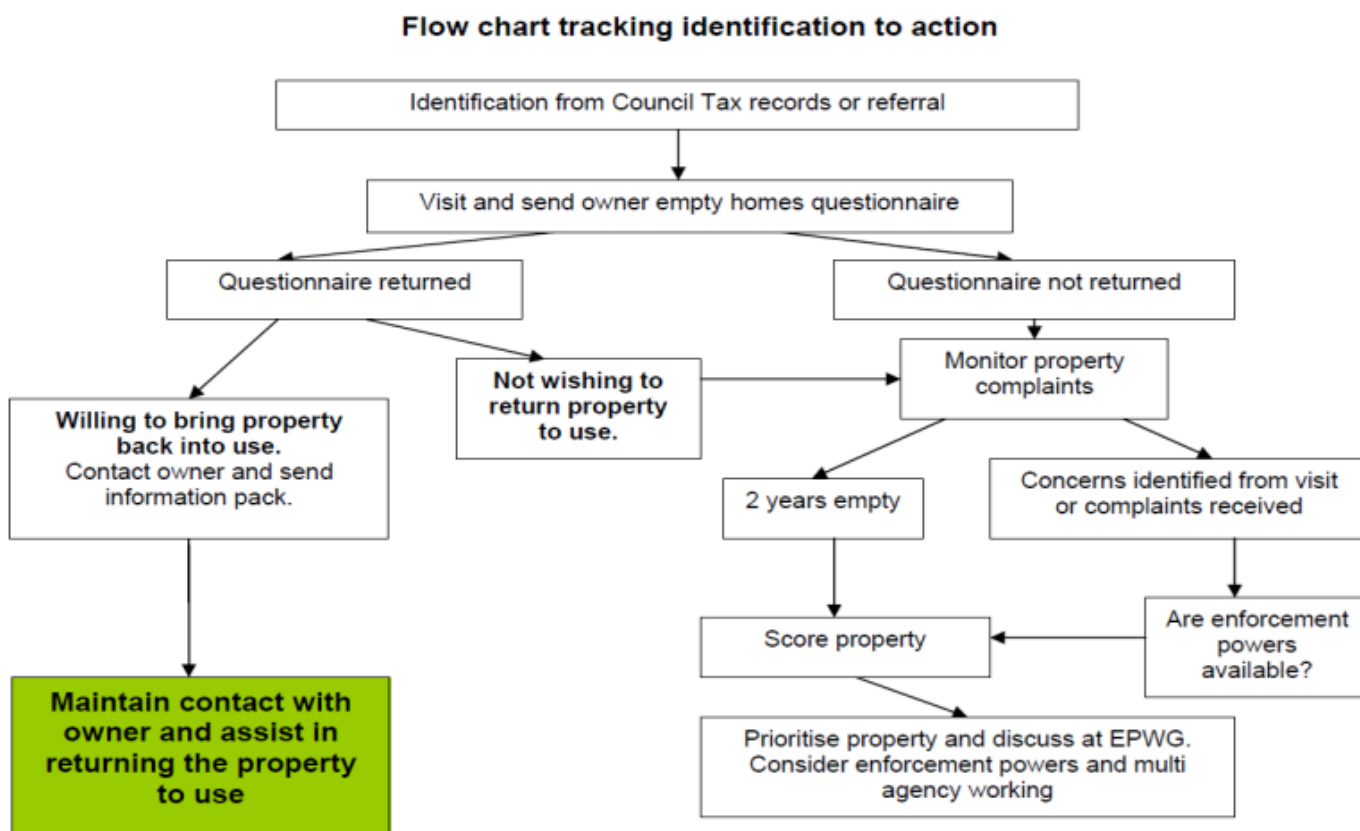 Flow chart tracking identification to action
Identification from Council Tax records or referral
Visit and send owner empty homes questionnaire
Questionnaire returned
Questionnaire not returned
Not wishing to
return property
to use.
Monitor property
complaints
Willing to bring property
back into use.
Contact owner and send
information pack.
2 years empty
Concerns identified from visit
or complaints received
Score property
Are enforcement
powers
available?
Maintain contact with
owner and assist in
returning the property
to use
Prioritise property and discuss at EPWG.
Consider enforcement powers and multi
agency working